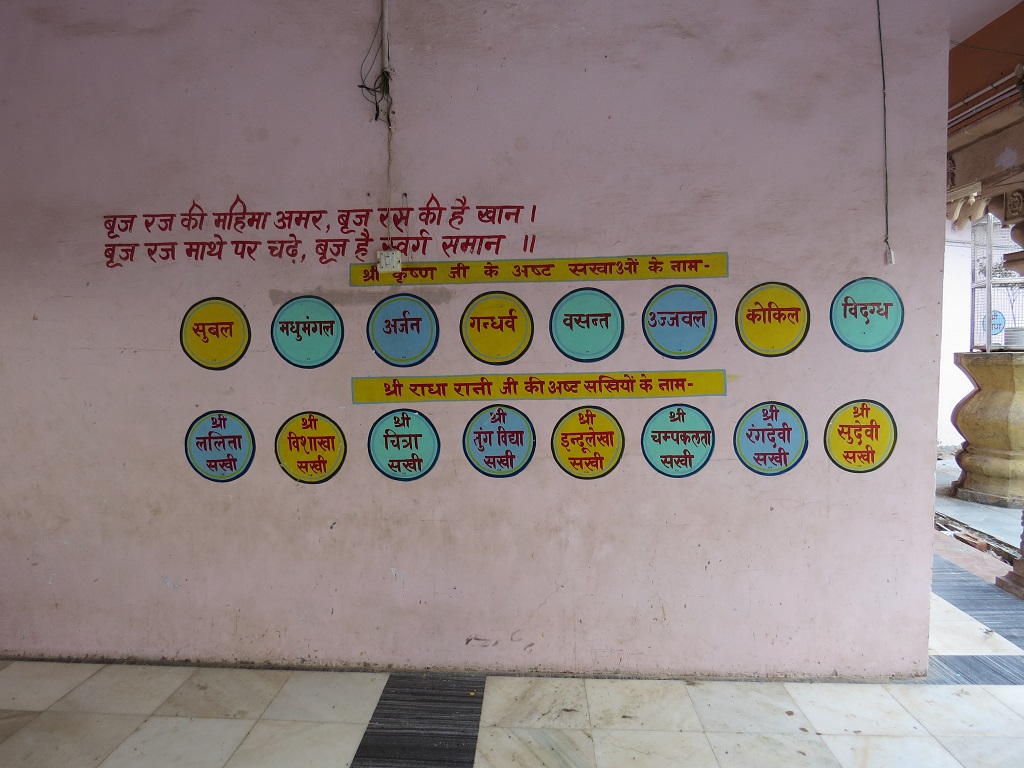 बृज रज की महिमा अमर, बृज रस की है खान।
बृज रज माथे पर चढ़े, बृज है स्वर्ग समान ॥
श्री कृष्ण जी के अष्ट सखाओं के नाम-
सुबल
मधुमंगल
अर्जन
गन्धर्व
वसन्त
उज्जवल
कोकिल
विदग्ध
श्री राधा रानी जी की अष्ट सखियों के नाम-
श्री
ललिता
सखी
श्री
विशाखा
सखी
श्री
चित्रा
सखी
श्री
तुंग विद्या
सखी
श्री
इन्दूलेखा
सखी
श्री
चम्पकलता
सखी
श्री
रंगदेवी
सखी
श्री
सुदेवी
सखी